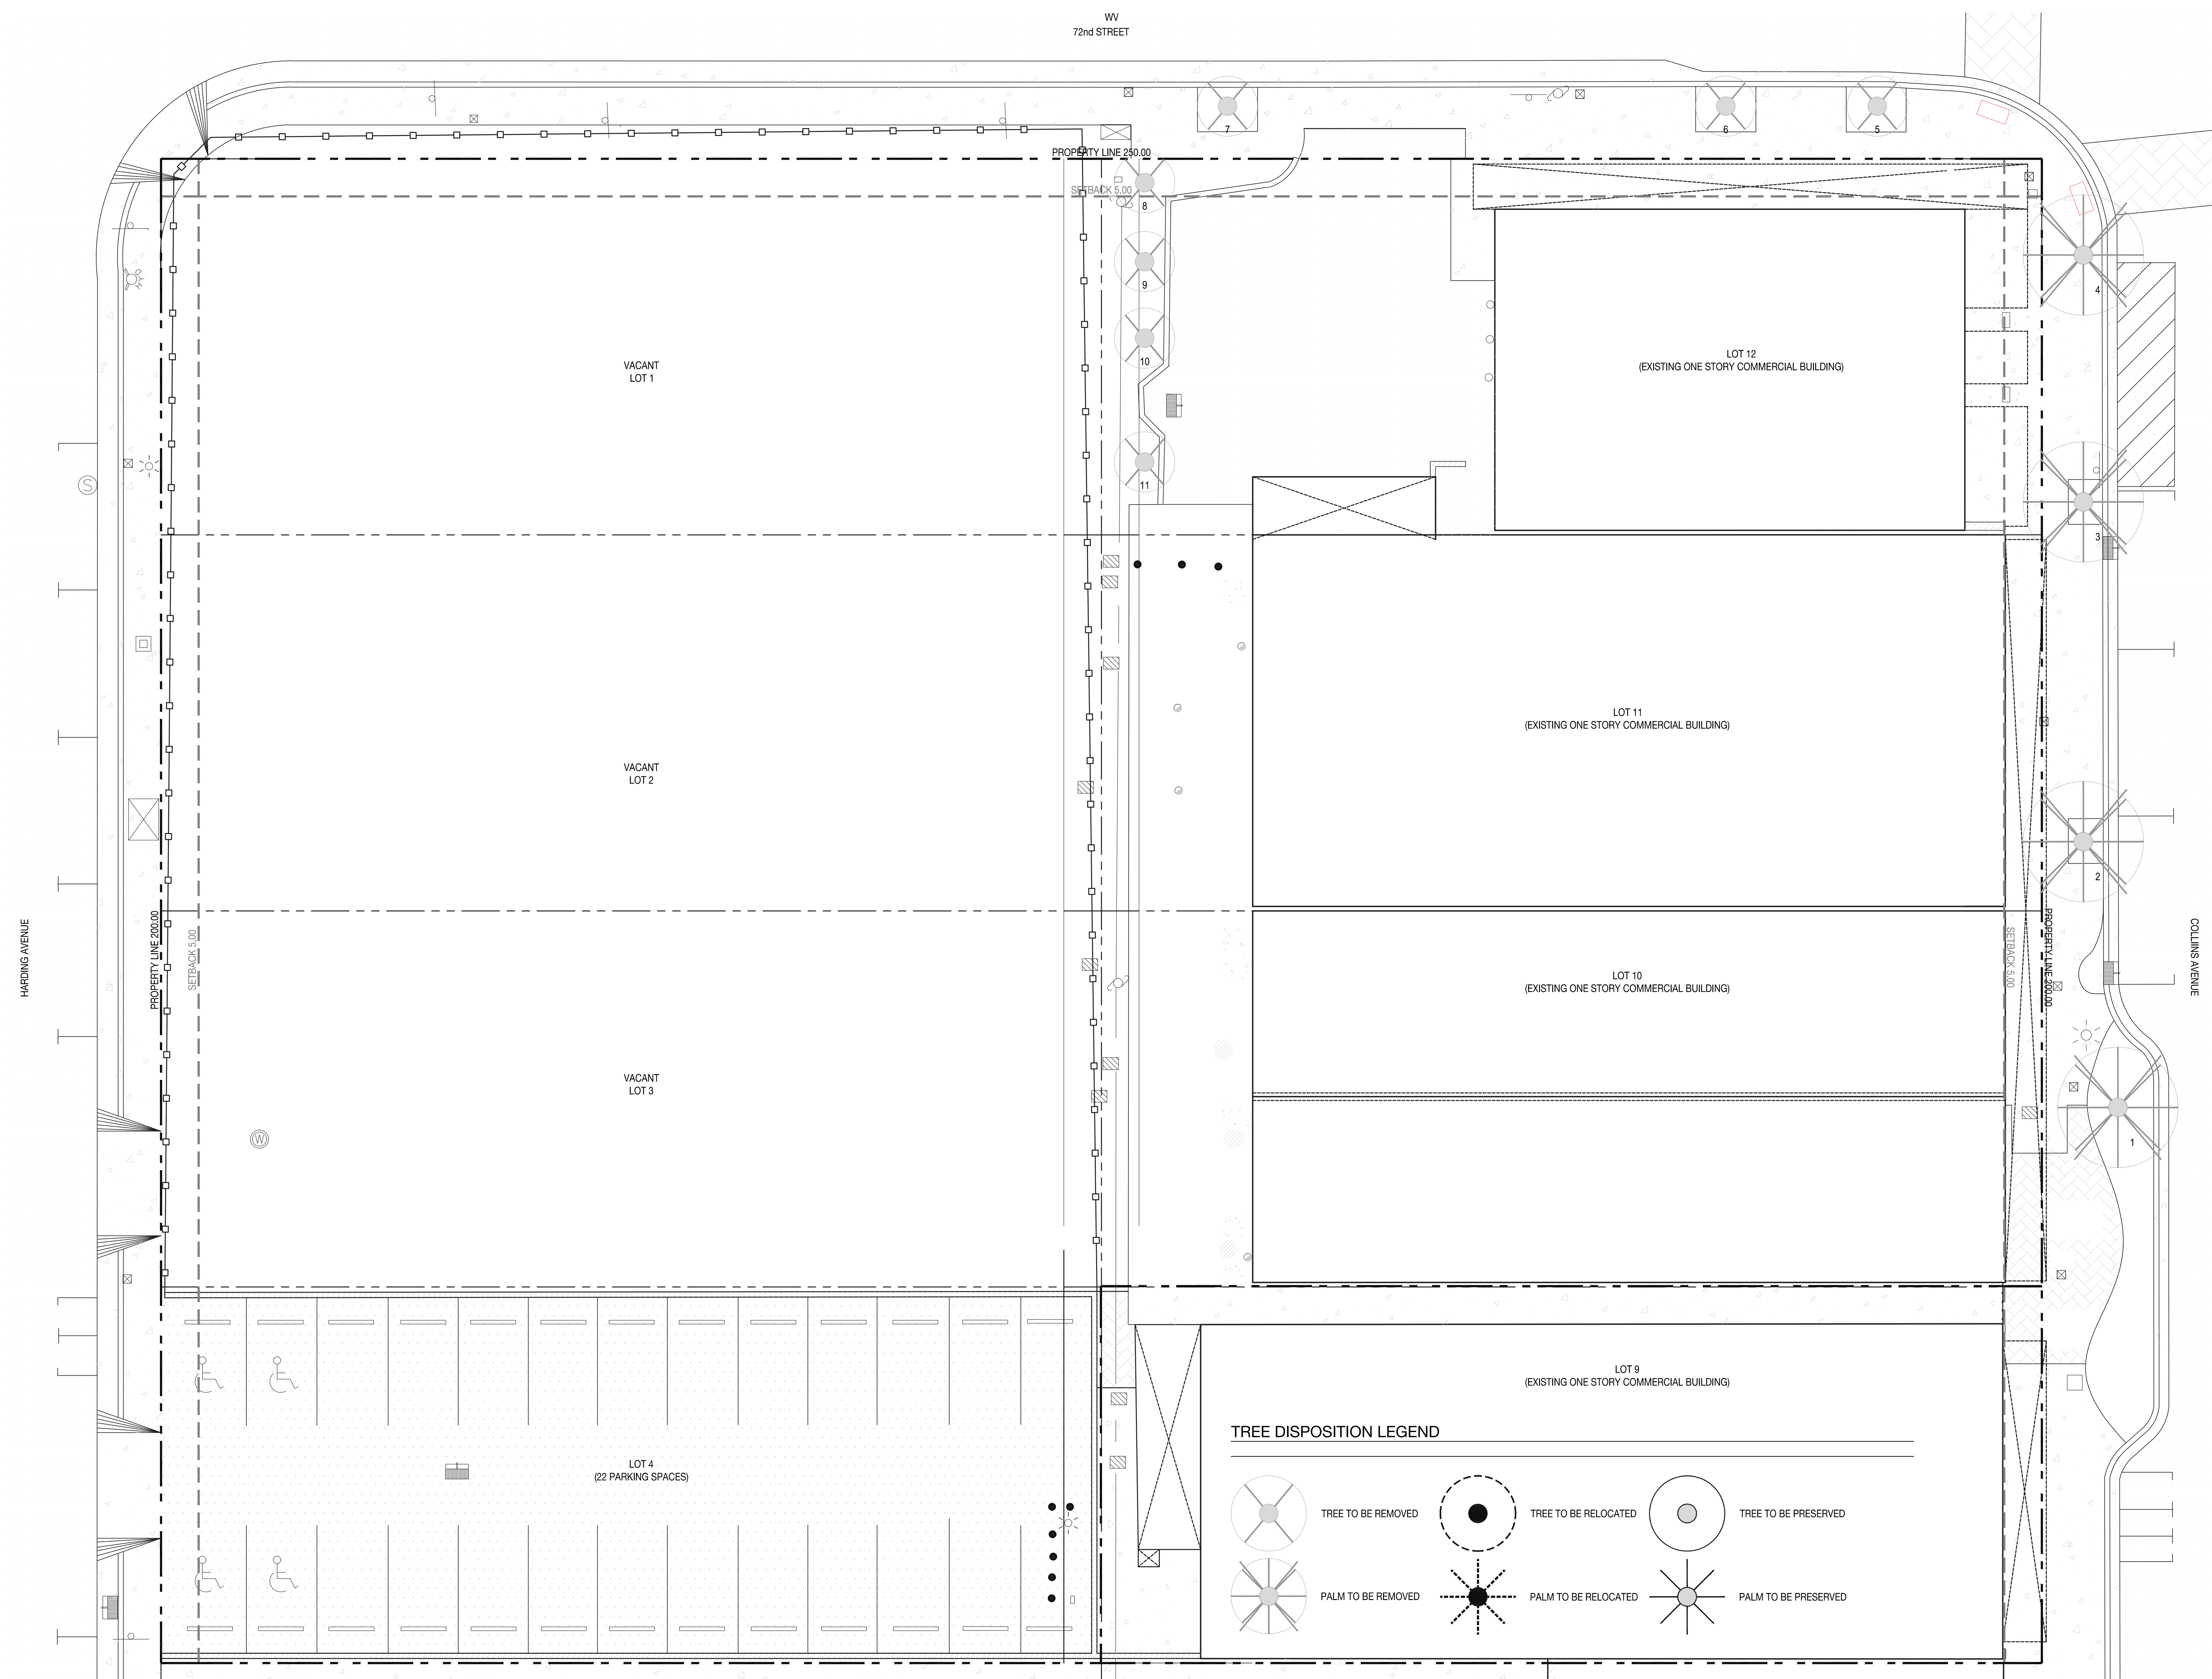 WV
72nd STREET
7
6
5
PROPERTY LINE 250.00
SETBACK 5.00
8
9
4
10
VACANT
LOT 1
LOT 12
(EXISTING ONE STORY COMMERCIAL BUILDING)
S
11
3
LOT 11
(EXISTING ONE STORY COMMERCIAL BUILDING)
VACANT
LOT 2
2
HARDING AVENUE
PROPERTY LINE 200.00
SETBACK 5.00
SETBACK 5.00
PROPERTY LINE 200.00
COLLIINS AVENUE
LOT 10
(EXISTING ONE STORY COMMERCIAL BUILDING)
VACANT
LOT 3
W
1
LOT 9
(EXISTING ONE STORY COMMERCIAL BUILDING)
TREE DISPOSITION LEGEND
LOT 4
(22 PARKING SPACES)
TREE TO BE REMOVED
TREE TO BE RELOCATED
TREE TO BE PRESERVED
PALM TO BE REMOVED
PALM TO BE RELOCATED
PALM TO BE PRESERVED